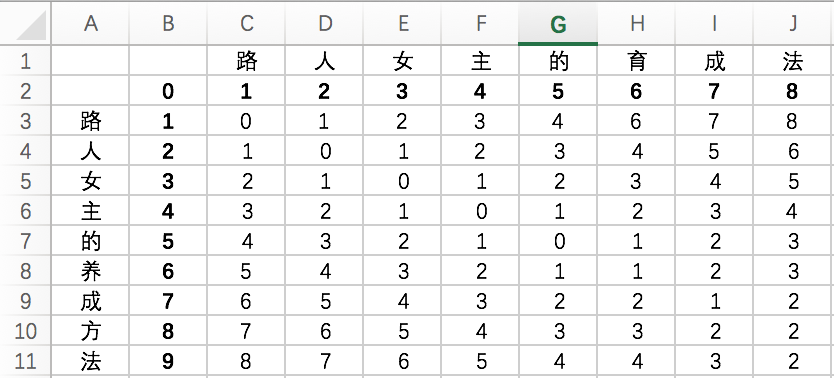 A B C D E F G H I J
1 路 人 女 主 的 育 成 法
2 0 1 2 3 4 5 6 7 8
3 路 1 0 1 2 3 4 6 7 8
4 人 2 1 0 1 2 3 4 5 6
5 女 3 2 1 0 1 2 3 4 5
6 主 4 3 2 1 0 1 2 3 4
7 的 5 4 3 2 1 0 1 2 3
8 养 6 5 4 3 2 1 1 2 3
9 成 7 6 5 4 3 2 2 1 2
10 方 8 7 6 5 4 3 3 2 2
11 法 9 8 7 6 5 4 4 3 2